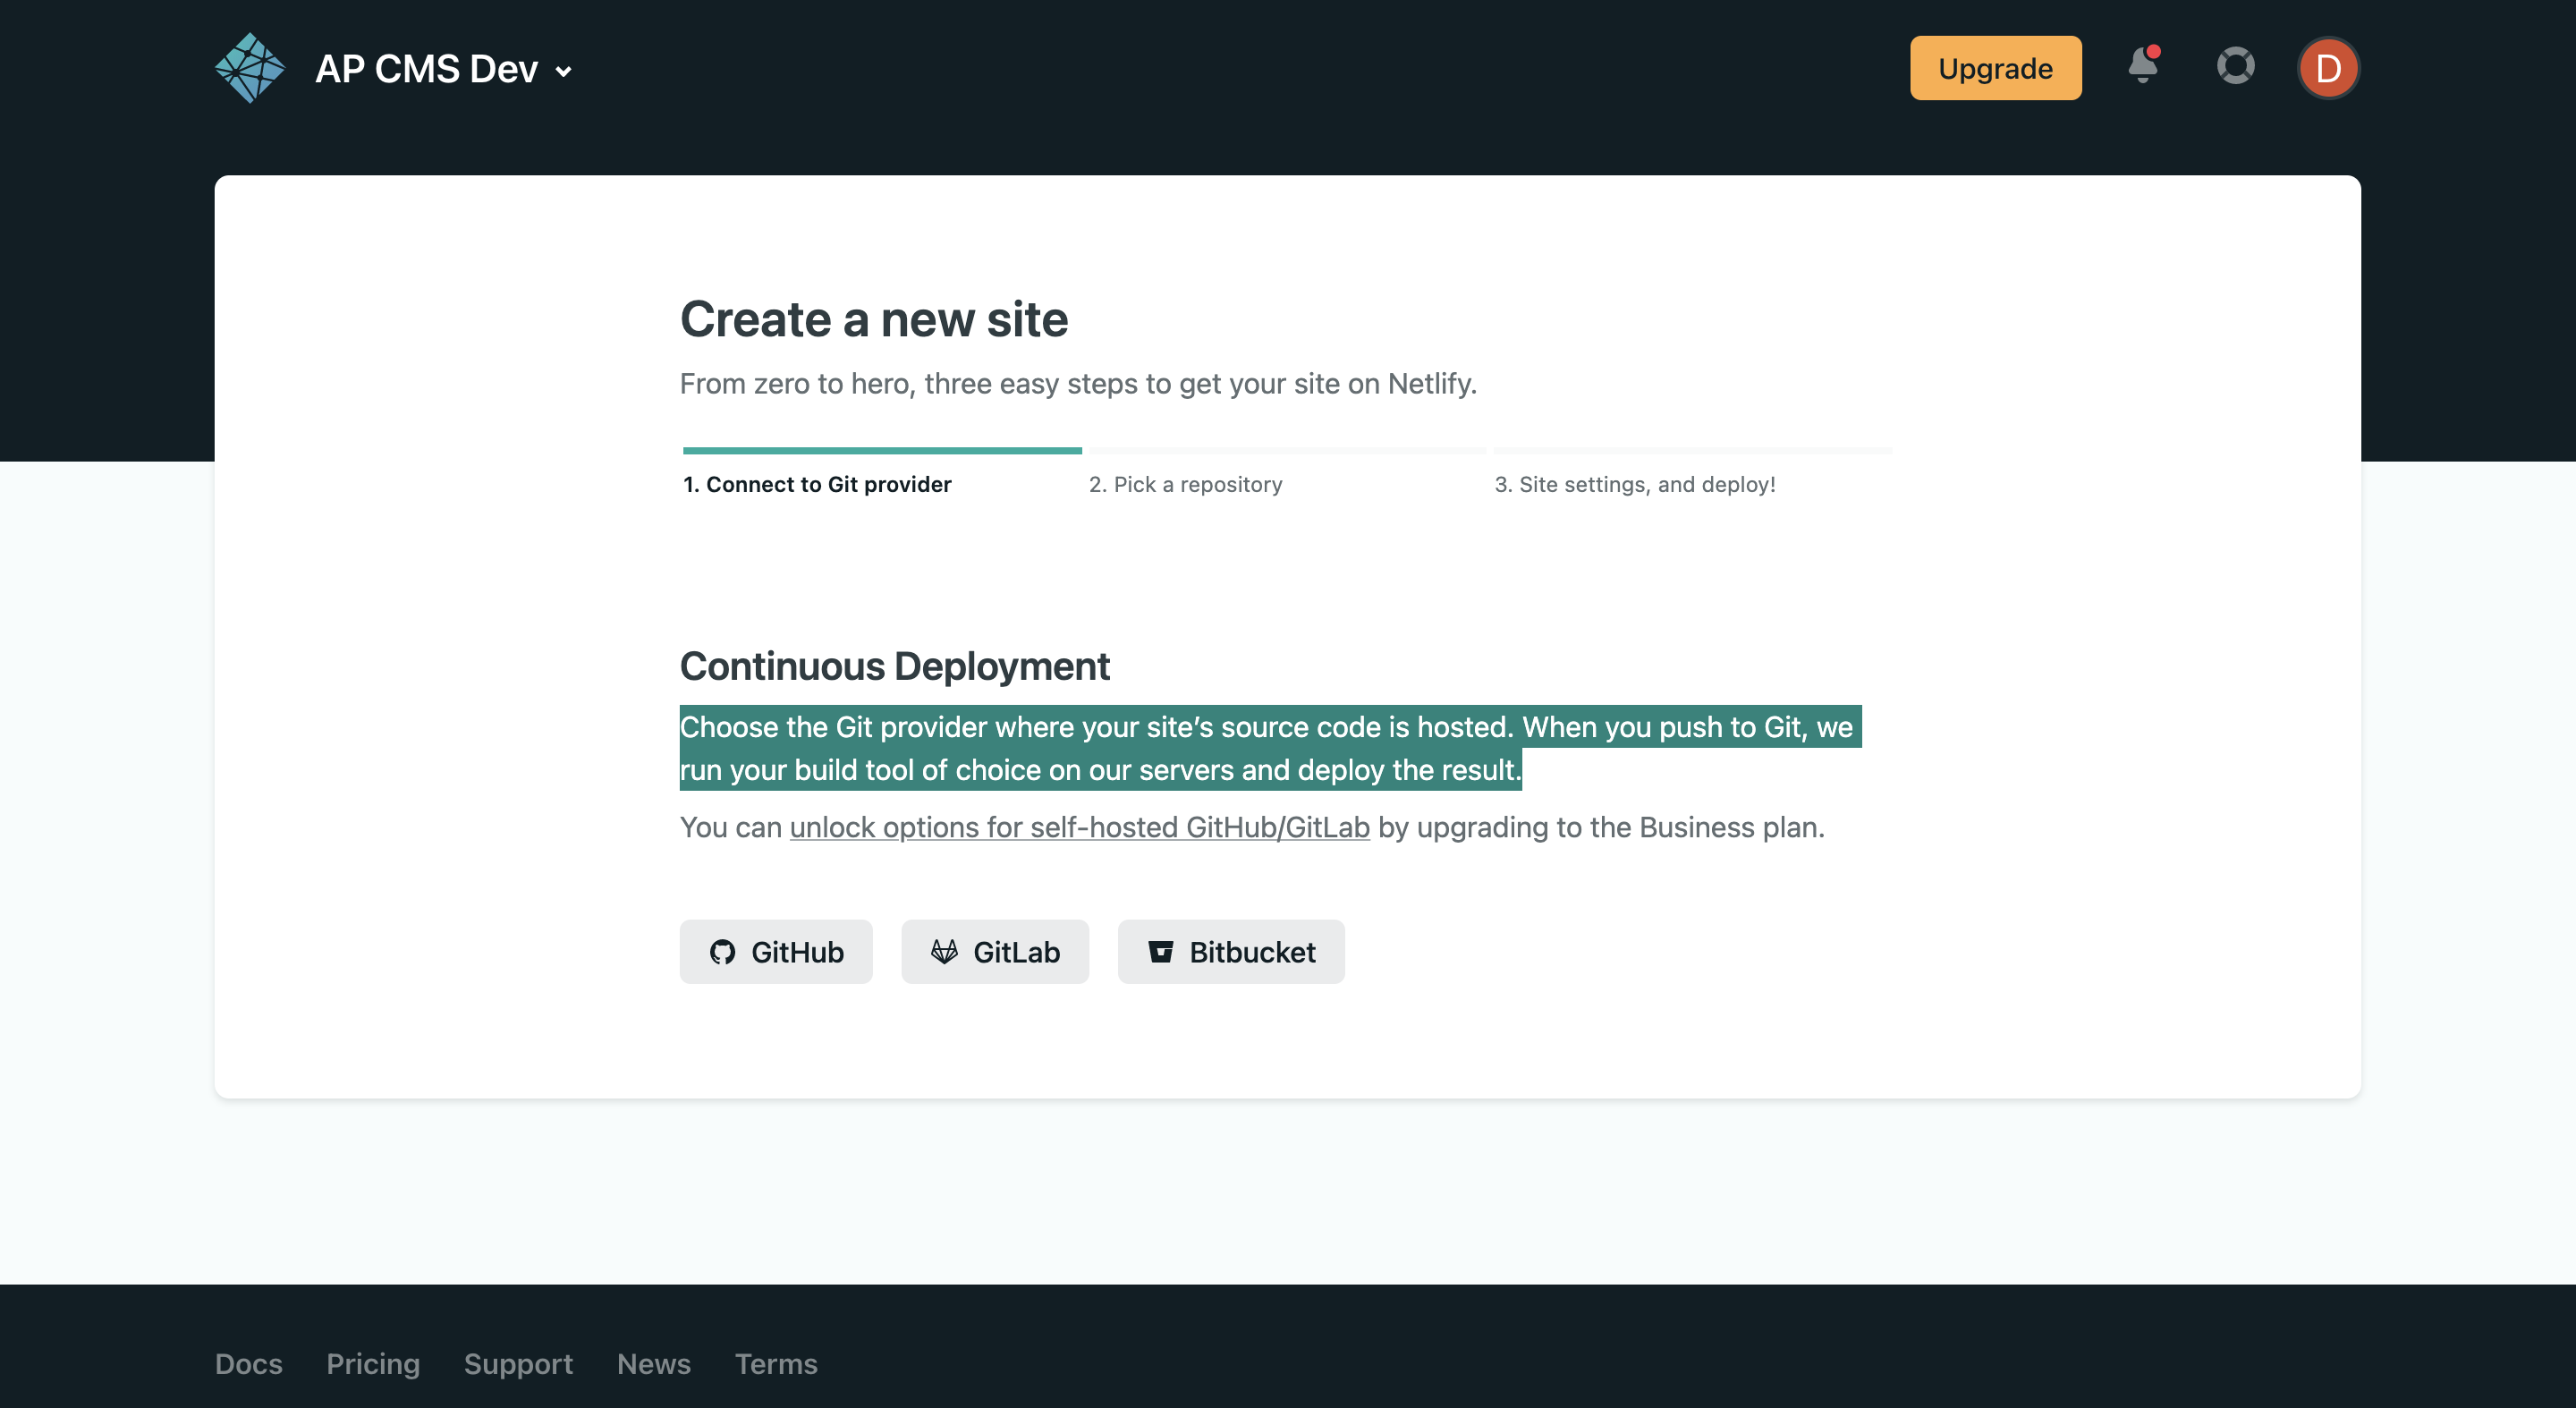 AP CMS Dev
Upgrade
D
Create a new site
From zero to hero, three easy steps to get your site on Netlify.
1. Connect to Git provider
2. Pick a repository
3. Site settings, and deploy!
Continuous Deployment
Choose the Git provider where your site’s source code is hosted. When you push to Git, we
run your build tool of choice on our servers and deploy the result.
You can unlock options for self-hosted GitHub/GitLab by upgrading to the Business plan.
GitHub
GitLab
Bitbucket
Docs
Pricing
Support
News
Terms